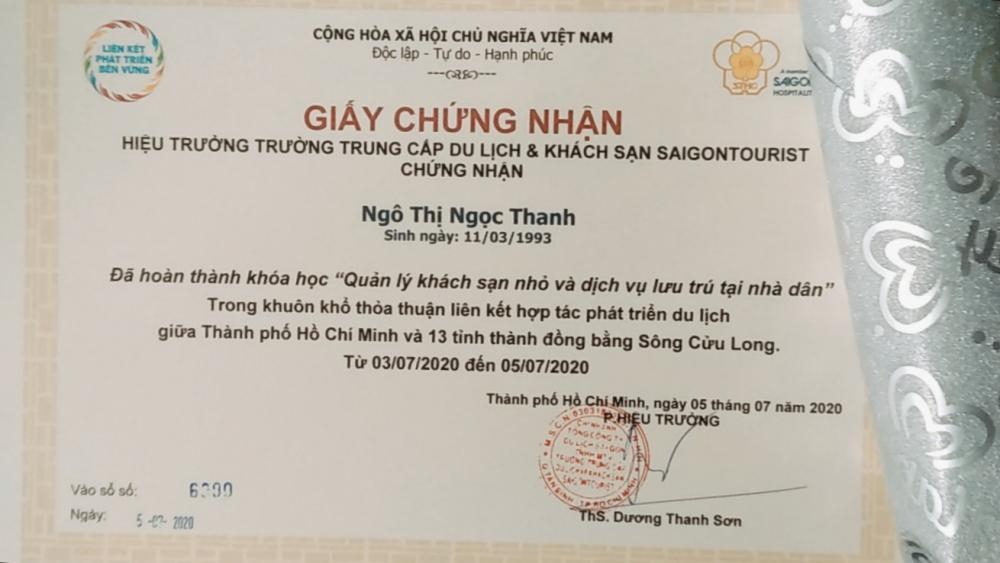 LIÊN KẾT
PHÁT TRIỂN
BỀN VỮNG
CỘNG HÒA XÃ HỘI CHỦ NGHĨA VIỆT NAM
Độc lập - Tự do - Hạnh phúc
STHC
A member
HOSPITALIT
GIẤY CHỨNG NHẬN
HIỆU TRƯỞNG TRƯỜNG TRUNG CẤP DU LỊCH & KHÁCH SẠN SAIGONTOURIST
CHỨNG NHẬN
Ngô Thị Ngọc Thanh
Sinh ngày: 11/03/1993
Đã hoàn thành khóa học “Quản lý khách sạn nhỏ và dịch vụ lưu trú tại nhà dân”
Trong khuôn khổ thỏa thuận liên kết hợp tác phát triển du lịch
giữa Thành phố Hồ Chí Minh và 13 tỉnh thành đồng bằng Sông Cửu Long.
Từ 03/07/2020 đến 05/07/2020
Thành phố Hồ Chí Minh, ngày 05 tháng 07 năm 2020
P.HIỆU TRƯỞNG
ThS. Dương Thanh Sơn
Vào sổ số:
Ngày: 5 -07- 2020